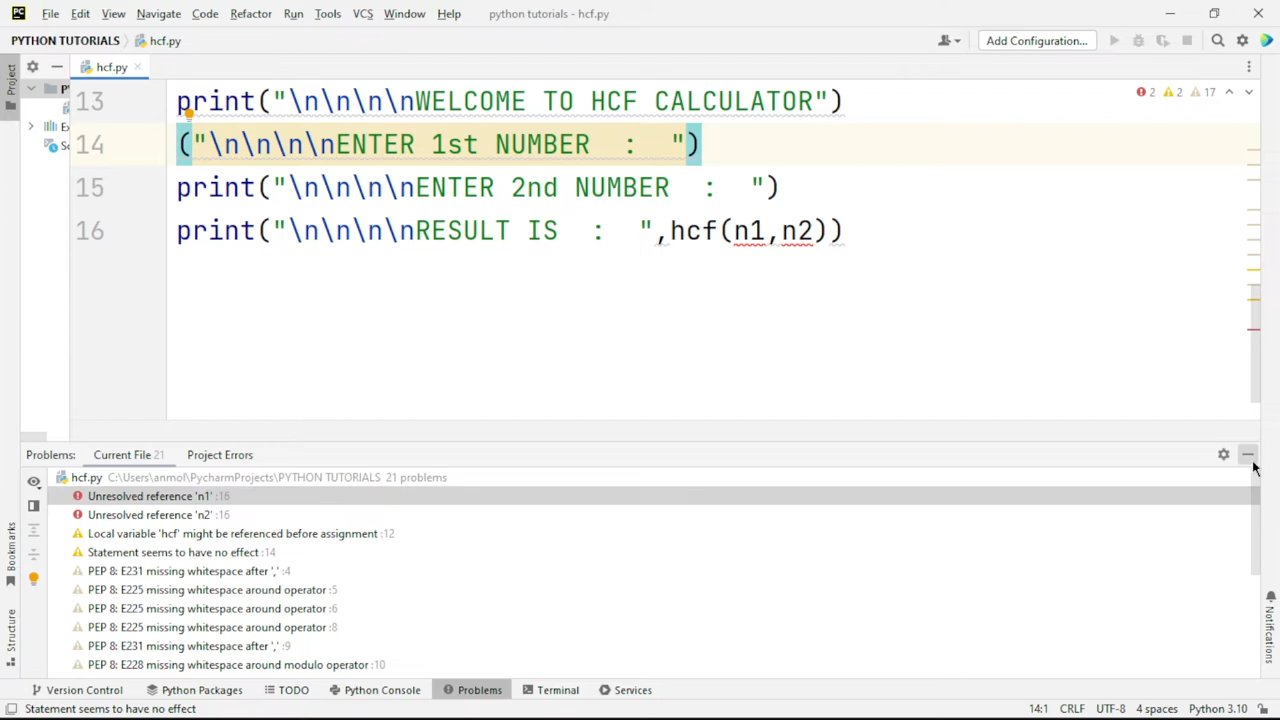 PC File Edit View Navigate Code Refactor Run Tools VCS Window Help python tutorials - hcf.py
PYTHON TUTORIALS hcf.py Add Configuration...
Project
hcf.py
13 print("\n\n\n\nWELCOME TO HCF CALCULATOR")
14 ("\n\n\n\nENTER 1st NUMBER : ")
15 print("\n\n\n\nENTER 2nd NUMBER : ")
16 print("\n\n\n\nRESULT IS : ",hcf(n1,n2))
2 2 17
Problems: Current File 21 Project Errors
hcf.py C:\Users\anmol\PycharmProjects\PYTHON TUTORIALS 21 problems
Unresolved reference 'n1' :16
Unresolved reference 'n2' :16
Local variable 'hcf' might be referenced before assignment :12
Statement seems to have no effect :14
PEP 8: E231 missing whitespace after ',' :4
PEP 8: E225 missing whitespace around operator :5
PEP 8: E225 missing whitespace around operator :6
PEP 8: E225 missing whitespace around operator :8
PEP 8: E231 missing whitespace after ',' :9
PEP 8: E228 missing whitespace around modulo operator :10
Bookmarks
Structure
Notifications
Version Control Python Packages TODO Python Console Problems Terminal Services
Statement seems to have no effect 14:1 CRLF UTF-8 4 spaces Python 3.10